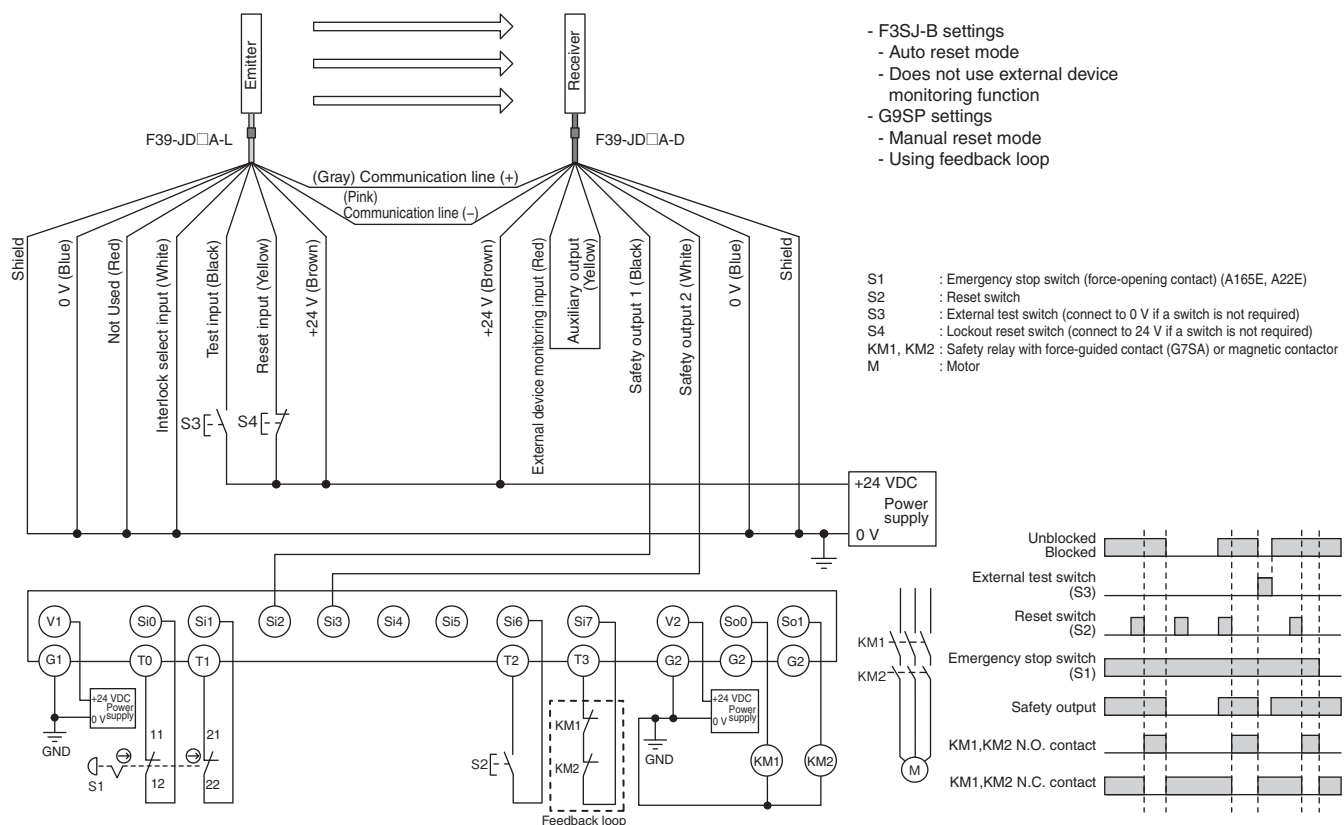 Emitter
Receiver
F39-JD□A-L
F39-JD□A-D
(Gray) Communication line (+)
(Pink)
Communication line (−)
- F3SJ-B settings
- Auto reset mode
- Does not use external device
monitoring function
- G9SP settings
- Manual reset mode
- Using feedback loop
Shield
0 V (Blue)
Not Used (Red)
Interlock select input (White)
Test input (Black)
Reset input (Yellow)
+24 V (Brown)
+24 V (Brown)
External device monitoring input (Red)
Auxiliary output
(Yellow)
Safety output 1 (Black)
Safety output 2 (White)
0 V (Blue)
Shield
S1 : Emergency stop switch (force-opening contact) (A165E, A22E)
S2 : Reset switch
S3 : External test switch (connect to 0 V if a switch is not required)
S4 : Lockout reset switch (connect to 24 V if a switch is not required)
KM1, KM2 : Safety relay with force-guided contact (G7SA) or magnetic contactor
M : Motor
S3
S4
+24 VDC
Power
supply
0 V
V1
Si0
Si1
Si2
Si3
Si4
Si5
Si6
Si7
V2
So0
So1
G1
T0
T1
T2
T3
G2
G2
G2
+24 VDC
Power
supply
0 V
GND
11
21
12
22
S1
S2
KM1
KM2
Feedback loop
+24 VDC
Power
supply
0 V
GND
KM1
KM2
KM1
KM2
M
Unblocked
Blocked
External test switch
(S3)
Reset switch
(S2)
Emergency stop switch
(S1)
Safety output
KM1,KM2 N.O. contact
KM1,KM2 N.C. contact